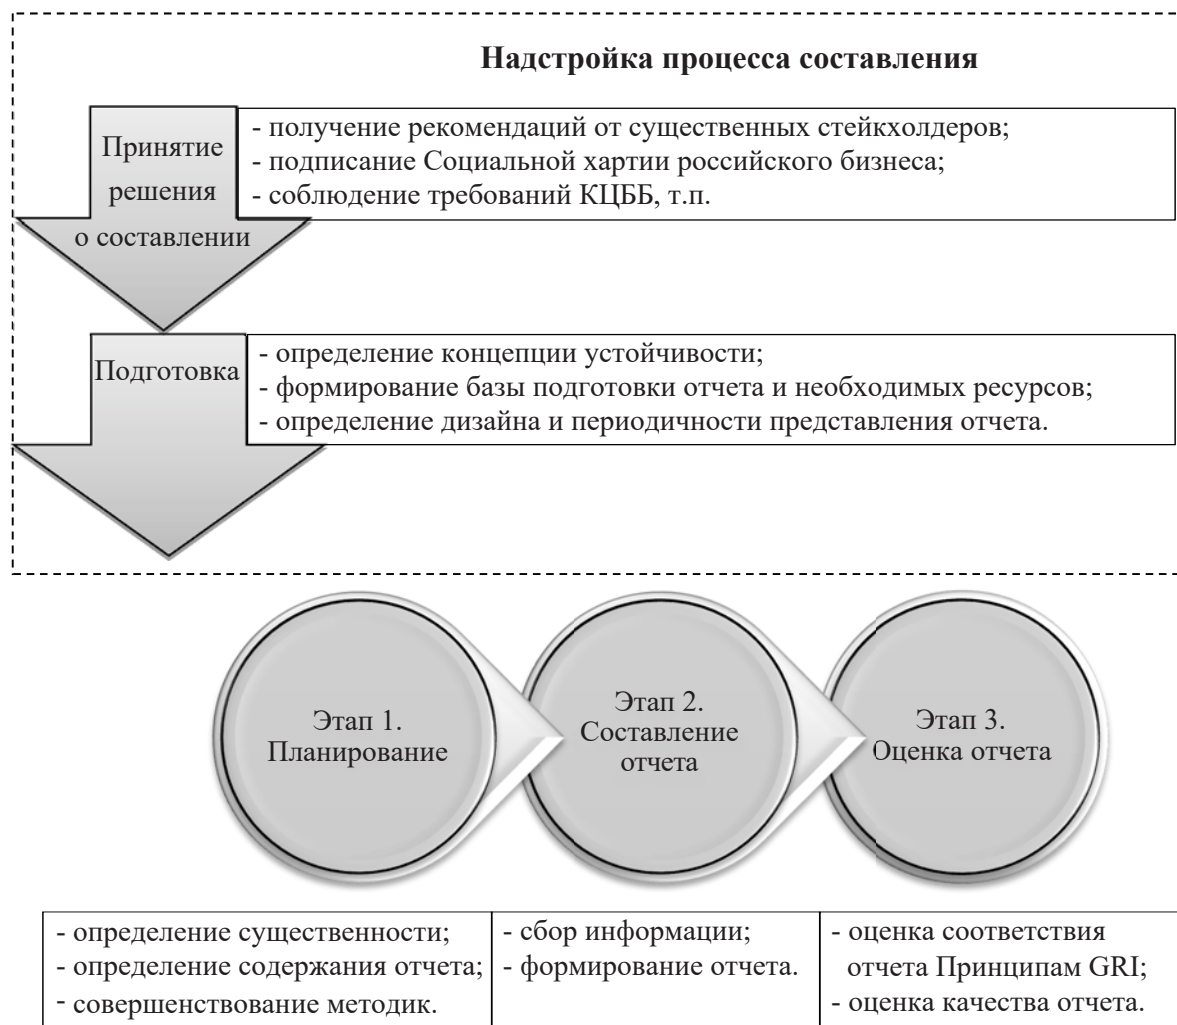 Надстройка процесса составления
Принятие
решения
о составлении
- получение рекомендаций от существенных стейкхолдеров;
- подписание Социальной хартии российского бизнеса;
- соблюдение требований КЦББ, т.п.
Подготовка
- определение концепции устойчивости;
- формирование базы подготовки отчета и необходимых ресурсов;
- определение дизайна и периодичности представления отчета.
Этап 1.
Планирование
Этап 2.
Составление
отчета
Этап 3.
Оценка отчета
- определение существенности;
- определение содержания отчета;
- совершенствование методик.
- сбор информации;
- формирование отчета.
- оценка соответствия
отчета Принципам GRI;
- оценка качества отчета.